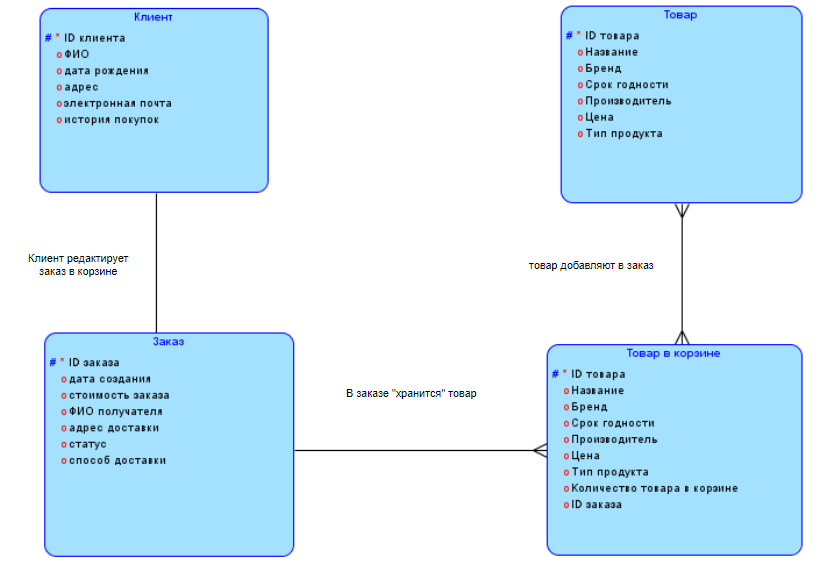 Клиент
# * ID клиента
o ФИО
o дата рождения
o адрес
o электронная почта
o история покупок
Товар
# * ID товара
o Название
o Бренд
o Срок годности
o Производитель
o Цена
o Тип продукта
Клиент редактирует
заказ в корзине
товар добавляют в заказ
Заказ
# * ID заказа
o дата создания
o стоимость заказа
o ФИО получателя
o адрес доставки
o статус
o способ доставки
В заказе "хранится" товар
Товар в корзине
# * ID товара
o Название
o Бренд
o Срок годности
o Производитель
o Цена
o Тип продукта
o Количество товара в корзине
o ID заказа